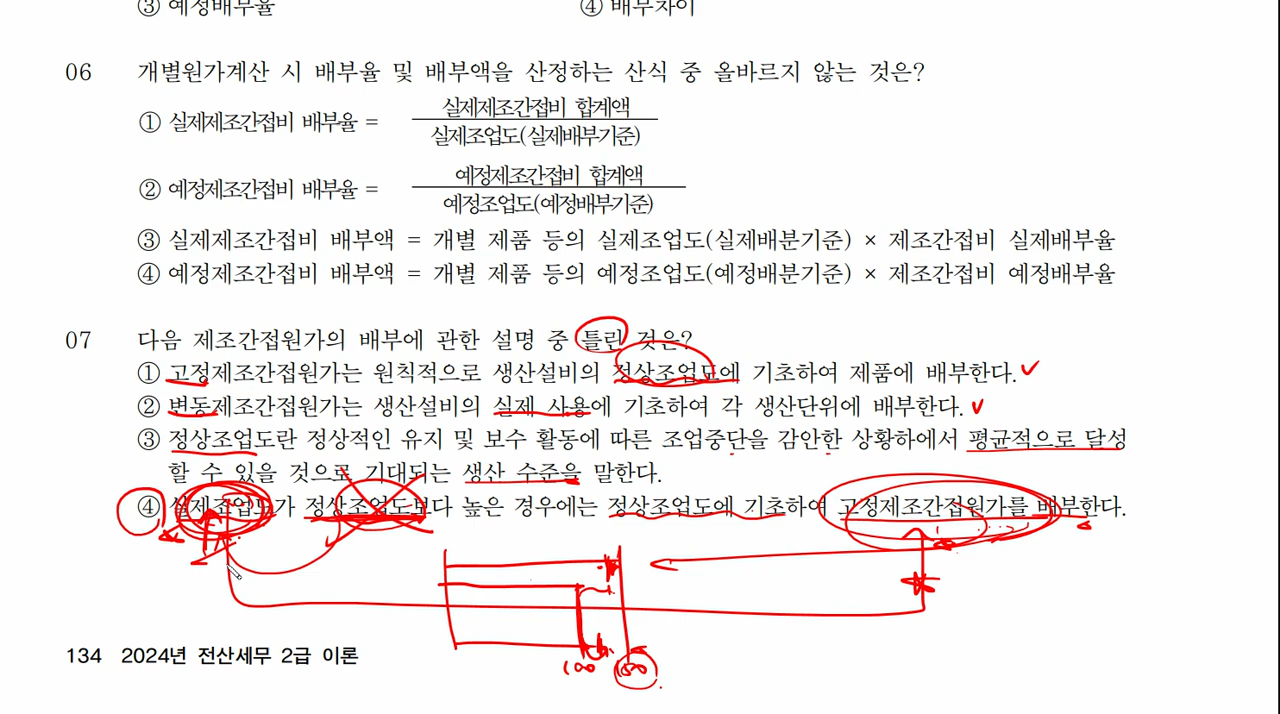 ③ 예정배부율 ④ 배부차이
06 개별원가계산 시 배부율 및 배부액을 산정하는 산식 중 올바르지 않는 것은?
① 실제제조간접비 배부율 = 실제제조간접비 합계액
실제조업도(실제배부기준)
② 예정제조간접비 배부율 = 예정제조간접비 합계액
예정조업도(예정배부기준)
③ 실제제조간접비 배부액 = 개별 제품 등의 실제조업도(실제배분기준) × 제조간접비 실제배부율
④ 예정제조간접비 배부액 = 개별 제품 등의 예정조업도(예정배분기준) × 제조간접비 예정배부율
07 다음 제조간접원가의 배부에 관한 설명 중 틀린 것은?
① 고정제조간접원가는 원칙적으로 생산설비의 정상조업도에 기초하여 제품에 배부한다.
② 변동제조간접원가는 생산설비의 실제 사용에 기초하여 각 생산단위에 배부한다.
③ 정상조업도란 정상적인 유지 및 보수 활동에 따른 조업중단을 감안한 상황하에서 평균적으로 달성
할 수 있을 것으로 기대되는 생산 수준을 말한다.
④ 실제조업도가 정상조업도보다 높은 경우에는 정상조업도에 기초하여 고정제조간접원가를 배부한다.
100
134 2024년 전산세무 2급 이론